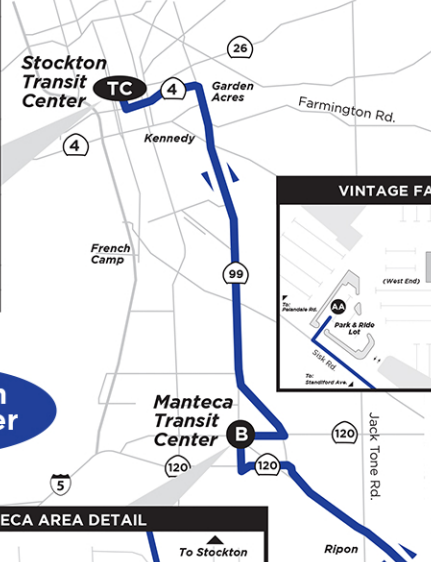 26
Stockton
Transit
Center
TC
4
Garden
Acres
Farmington Rd.
4
Kennedy
VINTAGE FA
French
Camp
99
(West End)
To:
AA
Park & Ride
Lot
Sisk Rd.
To:
Standiford Ave.
n
er
Manteca
Transit
Center
B
120
Jack Tone Rd.
120
120
5
ECA AREA DETAIL
To Stockton
Ripon